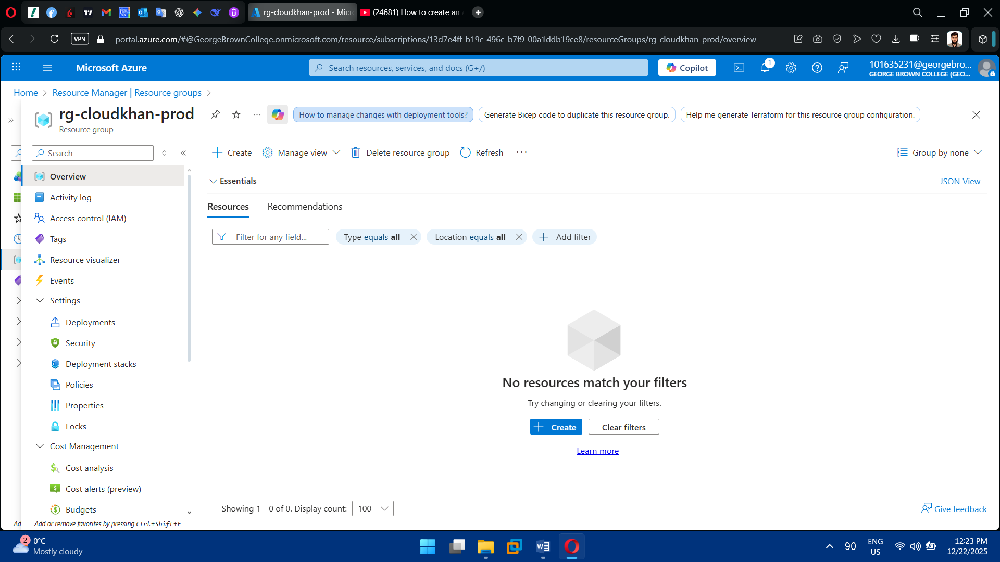 rg-cloudkhan-prod - Micr
(24681) How to create an
VPN
portal.azure.com/#@GeorgeBrownCollege.onmicrosoft.com/resource/subscriptions/13d7e4ff-b19c-496c-b7f9-00a1ddb19ce8/resourceGroups/rg-cloudkhan-prod/overview
Microsoft Azure
Search resources, services, and docs (G+/)
Copilot
1
101635231@georgebro...
GEORGE BROWN COLLEGE (GEO...
Home > Resource Manager | Resource groups >
rg-cloudkhan-prod
Resource group
How to manage changes with deployment tools?
Generate Bicep code to duplicate this resource group.
Help me generate Terraform for this resource group configuration.
Search
Create
Manage view
Delete resource group
Refresh
Group by none
Overview
Activity log
Access control (IAM)
Tags
Resource visualizer
Events
Settings
Deployments
Security
Deployment stacks
Policies
Properties
Locks
Cost Management
Cost analysis
Cost alerts (preview)
Budgets
Ad
Add or remove favorites by pressing Ctrl+Shift+F
Essentials
JSON View
Resources
Recommendations
Filter for any field...
Type equals all
Location equals all
Add filter
No resources match your filters
Try changing or clearing your filters.
Create
Clear filters
Learn more
Showing 1 - 0 of 0. Display count:
100
Give feedback
2
0°C
Mostly cloudy
90
ENG
US
12:23 PM
12/22/2025